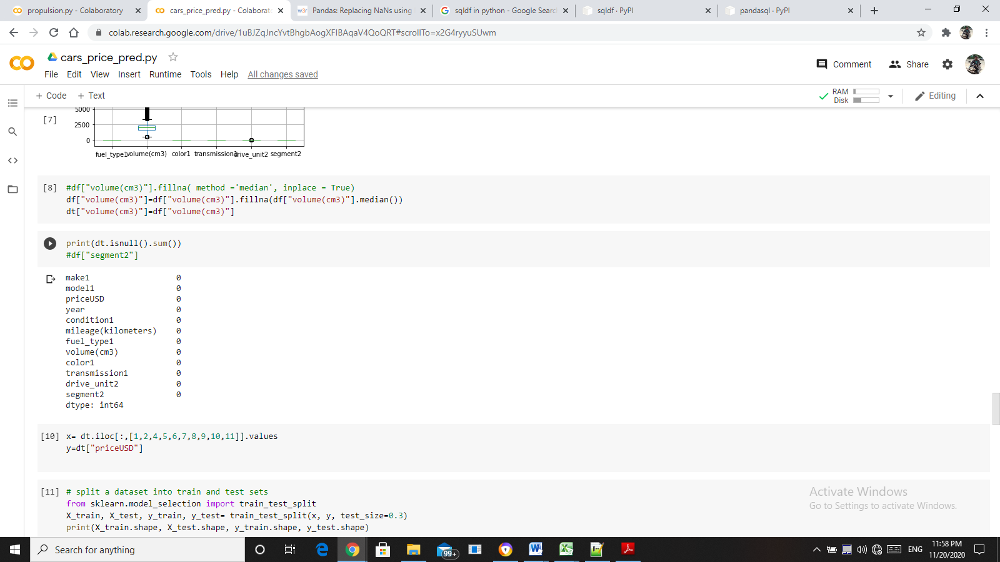 propulsion.py - Colaboratory
cars_price_pred.py - Colaborat
w3r Pandas: Replacing NaNs using
sqldf in python - Google Searc
sqldf · PyPI
pandasql · PyPI
colab.research.google.com/drive/1uBJZqJncYvtBhgbAogXFIBAqaV4QoQRT#scrollTo=x2G4ryyuSUwm
cars_price_pred.py
File Edit View Insert Runtime Tools Help All changes saved
Comment Share
+ Code + Text
RAM
Disk
Editing
[7]
5000
2500
0
fuel_type1 volume(cm3) color1 transmission1 drive_unit2 segment2
[8] #df["volume(cm3)"].fillna( method ='median', inplace = True)
df["volume(cm3)"]=df["volume(cm3)"].fillna(df["volume(cm3)"].median())
dt["volume(cm3)"]=df["volume(cm3)"]
print(dt.isnull().sum())
#df["segment2"]
make1 0
model1 0
priceUSD 0
year 0
condition1 0
mileage(kilometers) 0
fuel_type1 0
volume(cm3) 0
color1 0
transmission1 0
drive_unit2 0
segment2 0
dtype: int64
[10] x= dt.iloc[:,[1,2,4,5,6,7,8,9,10,11]].values
y=dt["priceUSD"]
[11] # split a dataset into train and test sets
from sklearn.model_selection import train_test_split
X_train, X_test, y_train, y_test= train_test_split(x, y, test_size=0.3)
print(X_train.shape, X_test.shape, y_train.shape, y_test.shape)
Activate Windows
Go to Settings to activate Windows.
Search for anything
99+
ENG
11:58 PM
11/20/2020